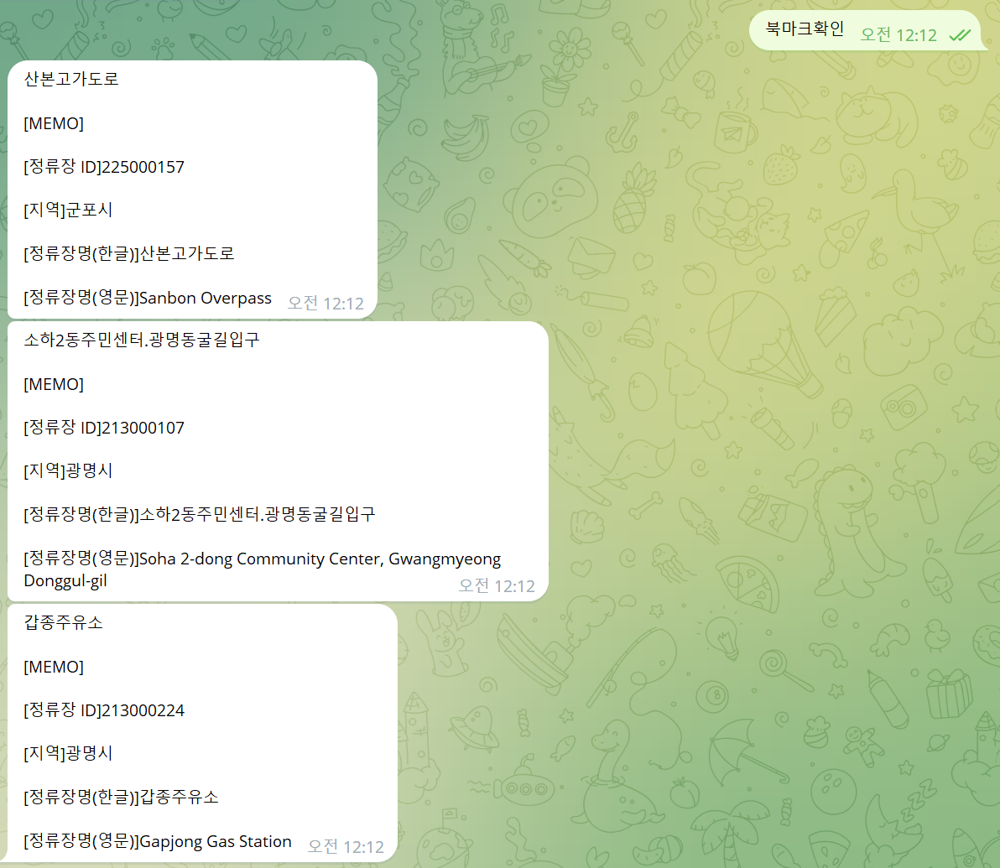 북마크확인 오전 12:12
산본고가도로
[MEMO]
[정류장 ID]225000157
[지역]군포시
[정류장명(한글)]산본고가도로
[정류장명(영문)]Sanbon Overpass 오전 12:12
소하2동주민센터.광명동굴길입구
[MEMO]
[정류장 ID]213000107
[지역]광명시
[정류장명(한글)]소하2동주민센터.광명동굴길입구
[정류장명(영문)]Soha 2-dong Community Center, Gwangmyeong
Donggul-gil 오전 12:12
갑종주유소
[MEMO]
[정류장 ID]213000224
[지역]광명시
[정류장명(한글)]갑종주유소
[정류장명(영문)]Gapjong Gas Station 오전 12:12